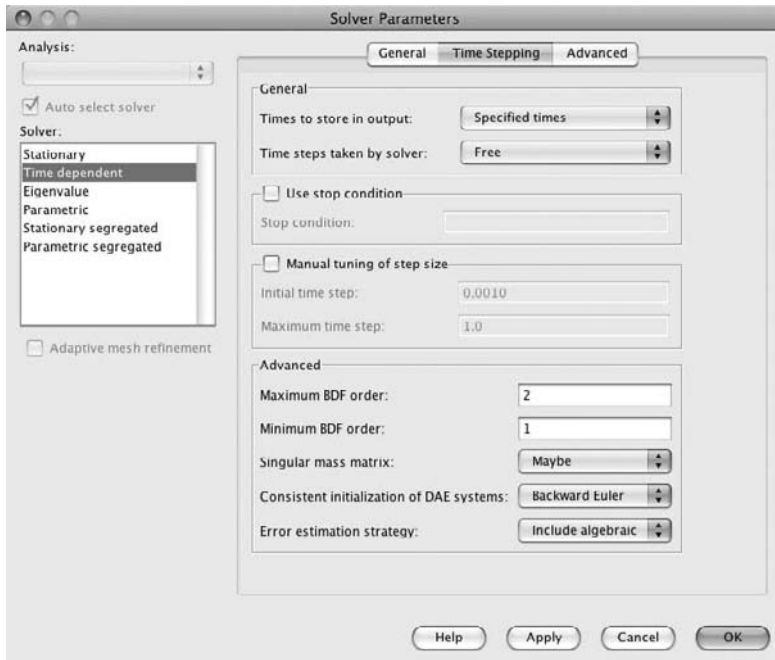 Solver Parameters
Analysis:
Auto select solver
Solver:
Stationary
Time dependent
Eigenvalue
Parametric
Stationary segregated
Parametric segregated
Adaptive mesh refinement
General Time Stepping Advanced
General
Times to store in output: Specified times
Time steps taken by solver: Free
Use stop condition
Stop condition:
Manual tuning of step size
Initial time step: 0.0010
Maximum time step: 1.0
Advanced
Maximum BDF order: 2
Minimum BDF order: 1
Singular mass matrix: Maybe
Consistent initialization of DAE systems: Backward Euler
Error estimation strategy: Include algebraic
Help Apply Cancel OK